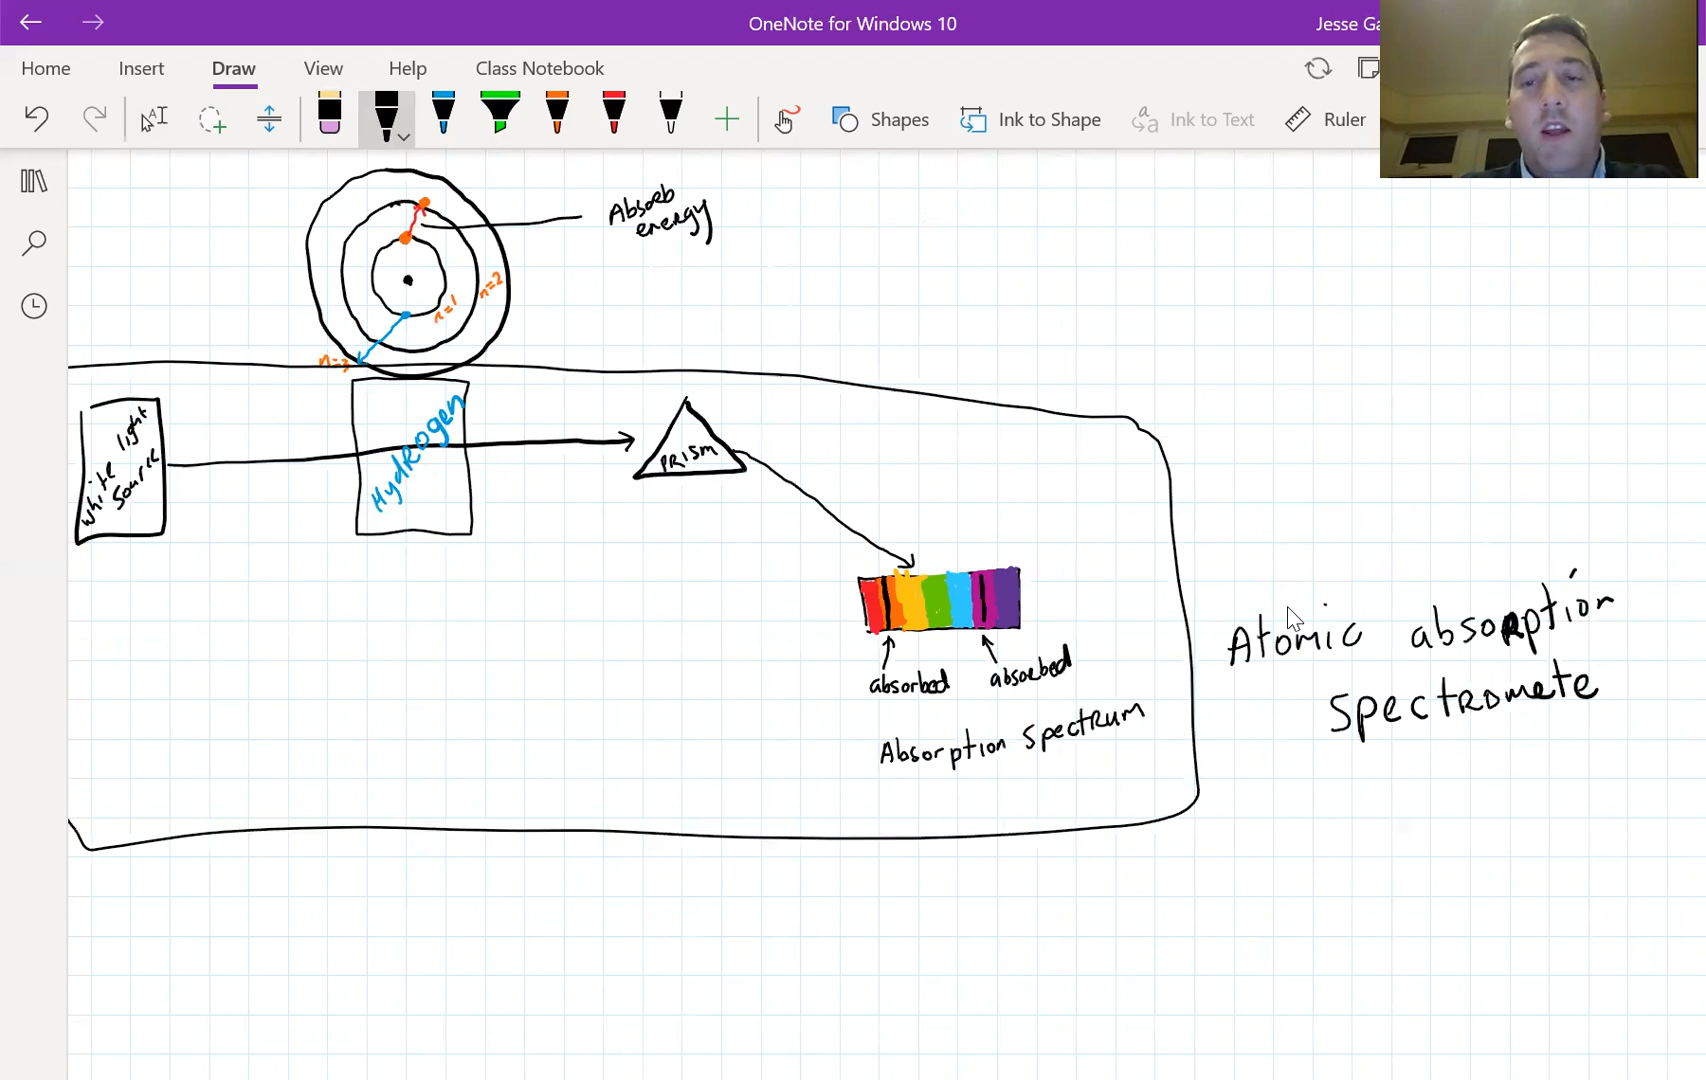 OneNote for Windows 10
Jesse Ga
Home Insert Draw View Help Class Notebook
Shapes Ink to Shape Ink to Text Ruler
Absorb
energy
n=1
n=2
n=3
White light
Source
Hydrogen
PRISM
absorbed
absorbed
Absorption Spectrum
Atomic absorption
Spectromete